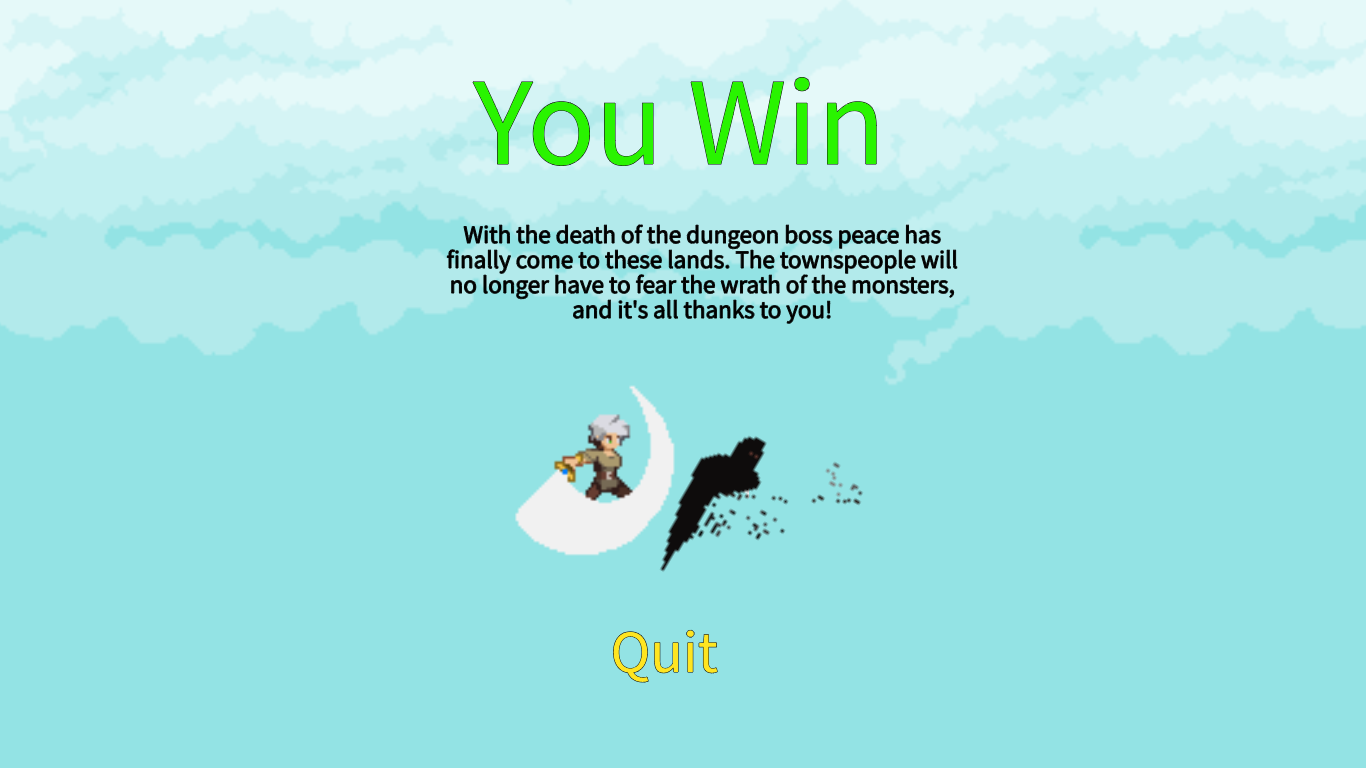 You Win
With the death of the dungeon boss peace has
finally come to these lands. The townspeople will
no longer have to fear the wrath of the monsters,
and it's all thanks to you!
Quit